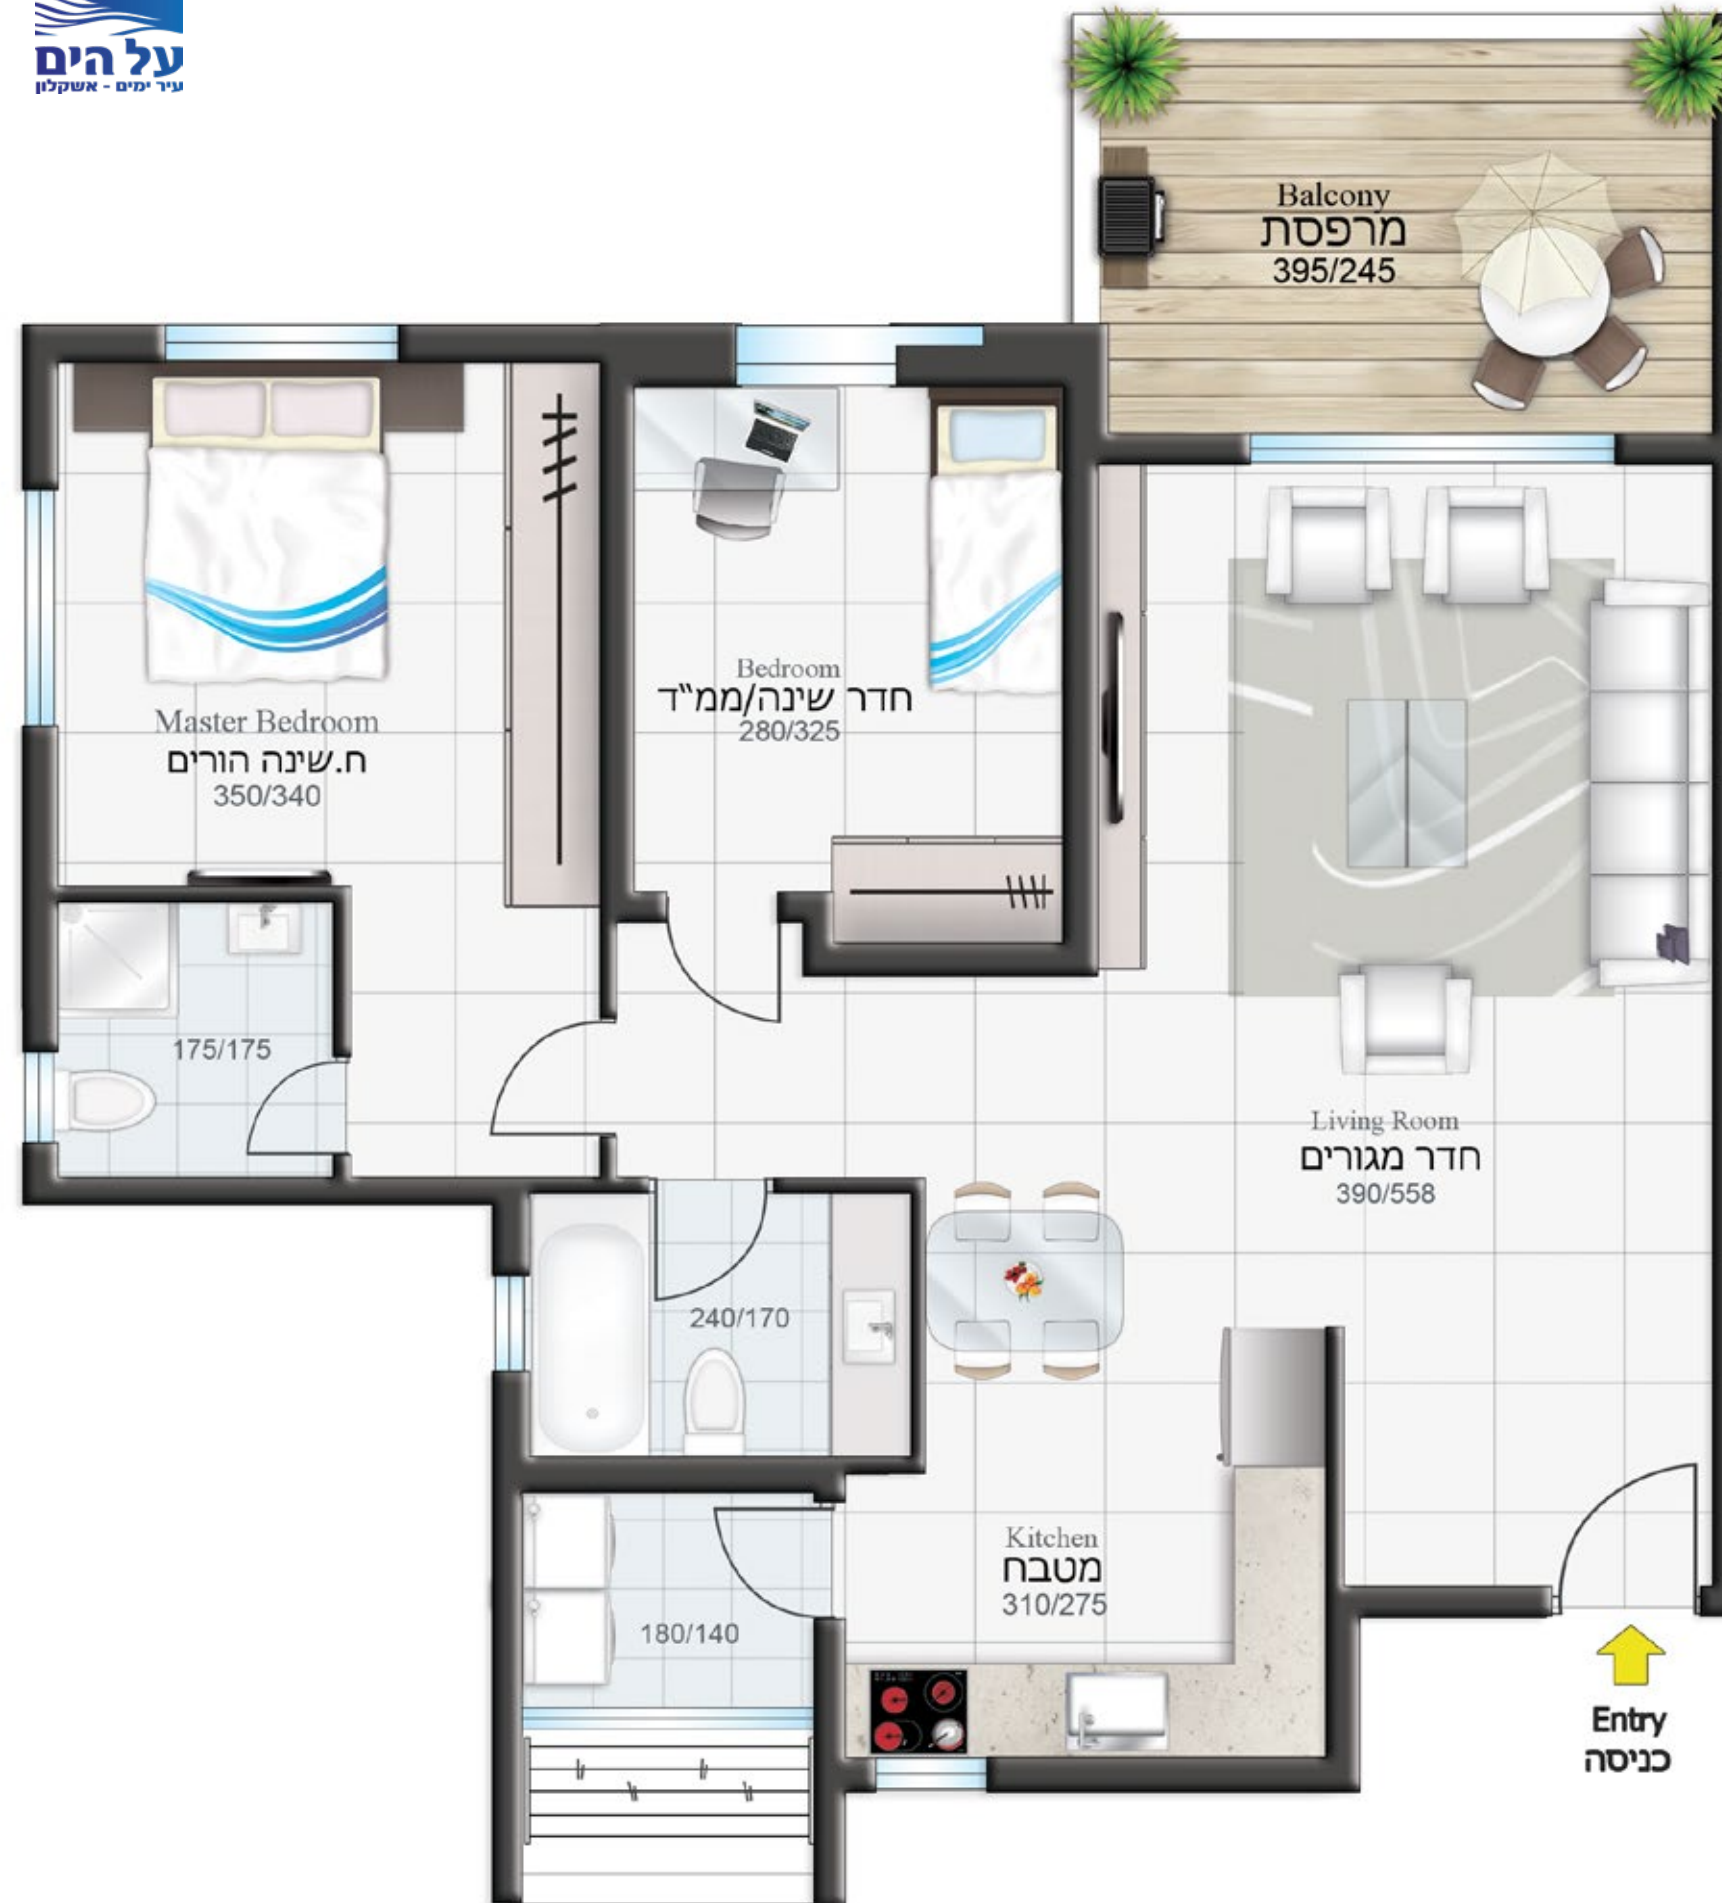 על הים
עיר ימים - אשקלון
Balcony
מרפסת
395/245
Bedroom
חדר שינה/ממ"ד
280/325
Master Bedroom
ח.שינה הורים
350/340
175/175
Living Room
חדר מגורים
390/558
240/170
Kitchen
מטבח
310/275
180/140
Entry
כניסה